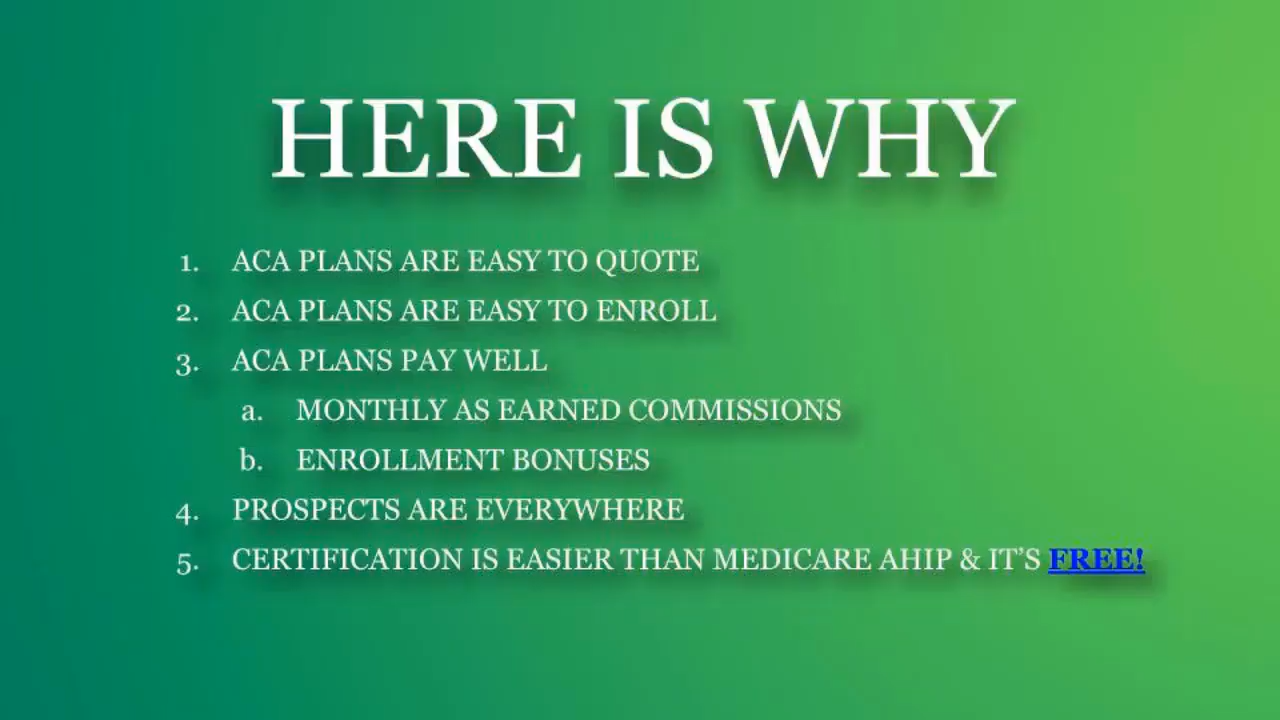 HERE IS WHY
1. ACA PLANS ARE EASY TO QUOTE
2. ACA PLANS ARE EASY TO ENROLL
3. ACA PLANS PAY WELL
a. MONTHLY AS EARNED COMMISSIONS
b. ENROLLMENT BONUSES
4. PROSPECTS ARE EVERYWHERE
5. CERTIFICATION IS EASIER THAN MEDICARE AHIP & IT’S FREE!